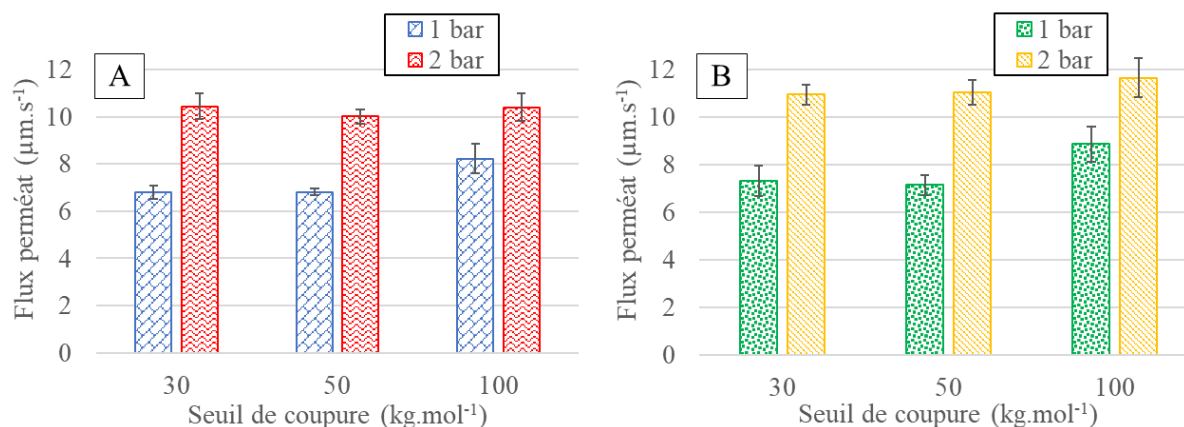 1 bar
2 bar
A
Flux perméat (µm.s⁻¹)
12
10
8
6
4
2
0
30 50 100
Seuil de coupure (kg.mol⁻¹)
1 bar
2 bar
B
Flux perméat (µm.s⁻¹)
12
10
8
6
4
2
0
30 50 100
Seuil de coupure (kg.mol⁻¹)